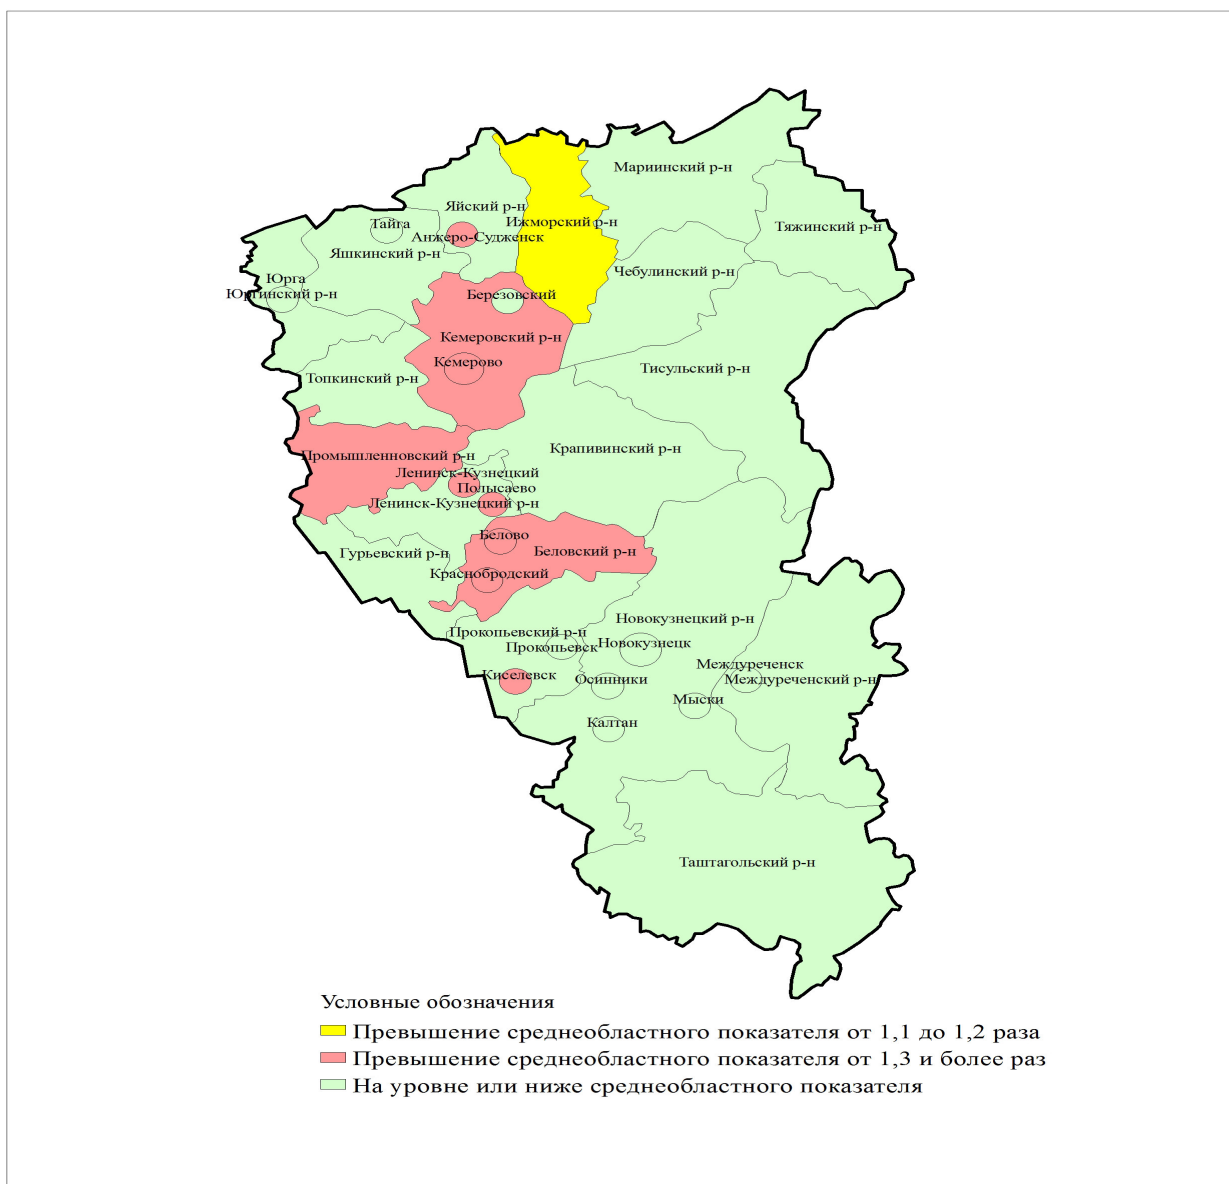 Мариинский р-н
Яйский р-н
Ижморский р-н
Тяжинский р-н
Тайга
Анжеро-Судженск
Яшкинский р-н
Чебулинский р-н
Юрга
Юргинский р-н
Березовский
Кемеровский р-н
Кемерово
Тисульский р-н
Топкинский р-н
Крапивинский р-н
Промышленновский р-н
Ленинск-Кузнецкий
Полысаево
Ленинск-Кузнецкий р-н
Белово
Гурьевский р-н
Беловский р-н
Краснобродский
Новокузнецкий р-н
Прокопьевский р-н
Прокопьевск
Новокузнецк
Междуреченск
Киселевск
Осинники
Междуреченский р-н
Мыски
Калтан
Таштагольский р-н
Условные обозначения
Превышение среднеобластного показателя от 1,1 до 1,2 раза
Превышение среднеобластного показателя от 1,3 и более раз
На уровне или ниже среднеобластного показателя